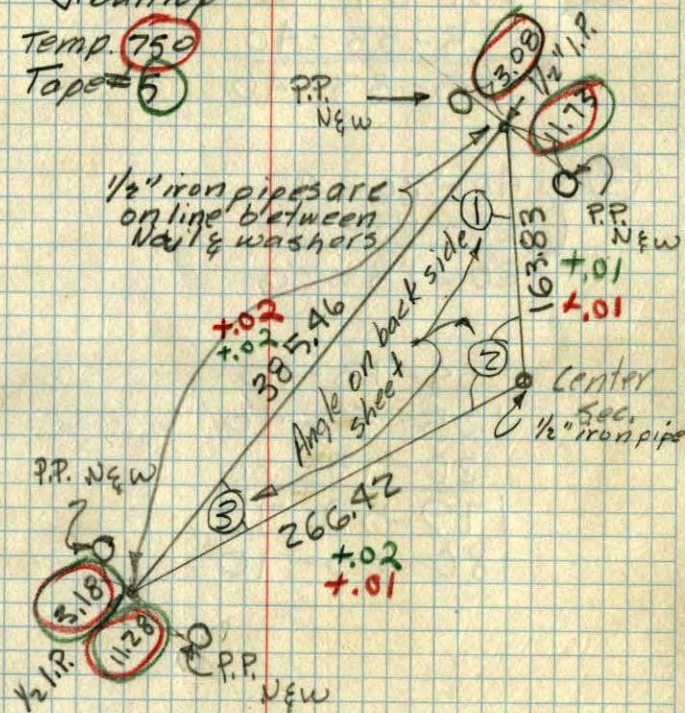 Temp. 75°
Tape = 5
3.08
1/2" I.P.
P.P.
N&W
11.73
P.P.
N&W
1/2" iron pipes are
on line between
Nail & washers
1
163.83
+.01
+.01
+.02
+.02
385.46
Angle on back side
sheet
2
Center
Sec.
1/2" iron pipe
P.P. N&W
3
266.42
+.02
+.01
3.18
11.28
1/2 I.P.
P.P.
N&W